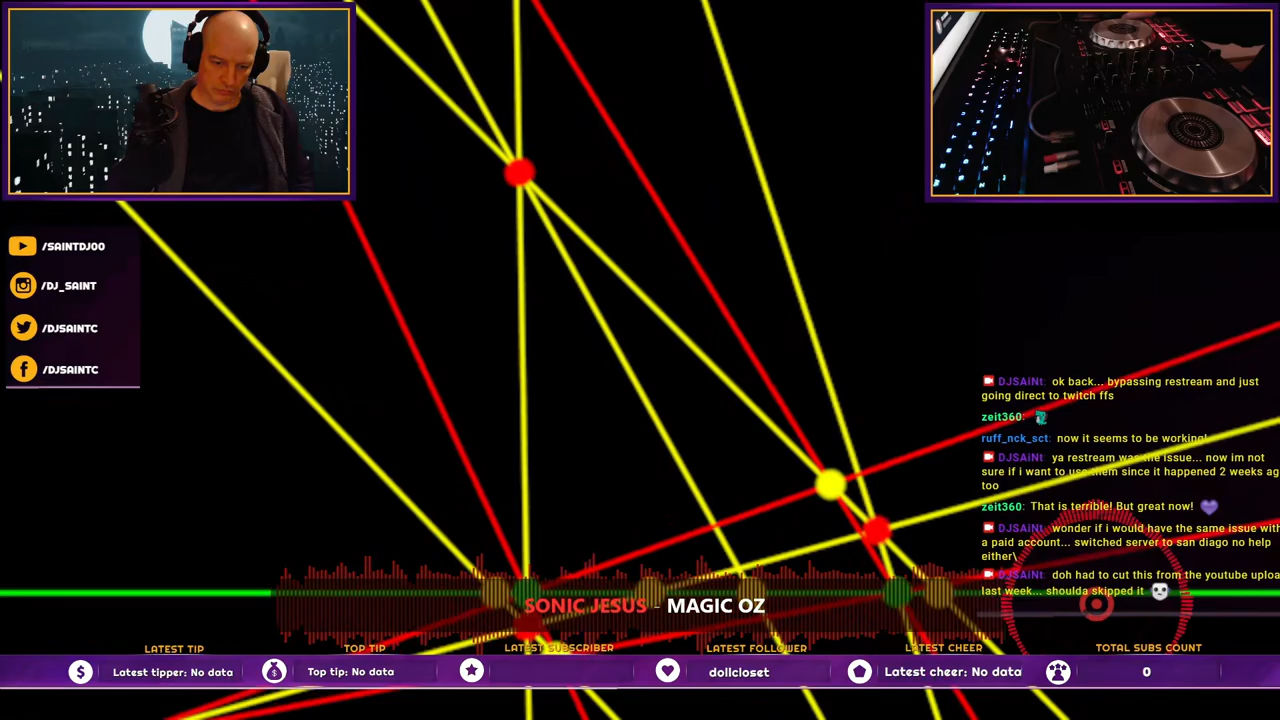 /SAINTDJ00
/DJ_SAINT
/DJSAINTC
/DJSAINTC
DJSAiNt: ok back... bypassing restream and just
going direct to twitch ffs
zeit360:
ruff_nck_sct: now it seems to be working!
DJSAiNt: ya restream was the issue... now im not
sure if i want to use them since it happened 2 weeks ag
too
zeit360: That is terrible! But great now!
DJSAiNt: wonder if i would have the same issue with
a paid account... switched server to san diago no help
either\
DJSAiNt: doh had to cut this from the youtube uploa
last week... shoulda skipped it
SONIC JESUS - MAGIC OZ
LATEST TIP TOP TIP LATEST SUBSCRIBER LATEST FOLLOWER LATEST CHEER TOTAL SUBS COUNT
$ Latest tipper: No data $ Top tip: No data dollcloset Latest cheer: No data 0